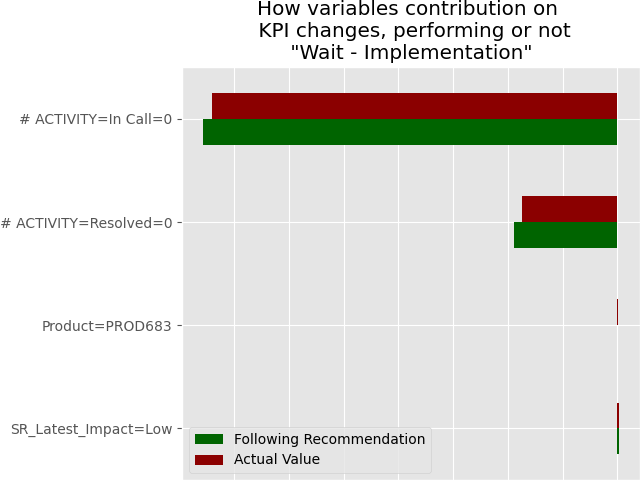 How variables contribution on
KPI changes, performing or not
"Wait - Implementation"
# ACTIVITY=In Call=0
# ACTIVITY=Resolved=0
Product=PROD683
SR_Latest_Impact=Low
Following Recommendation
Actual Value